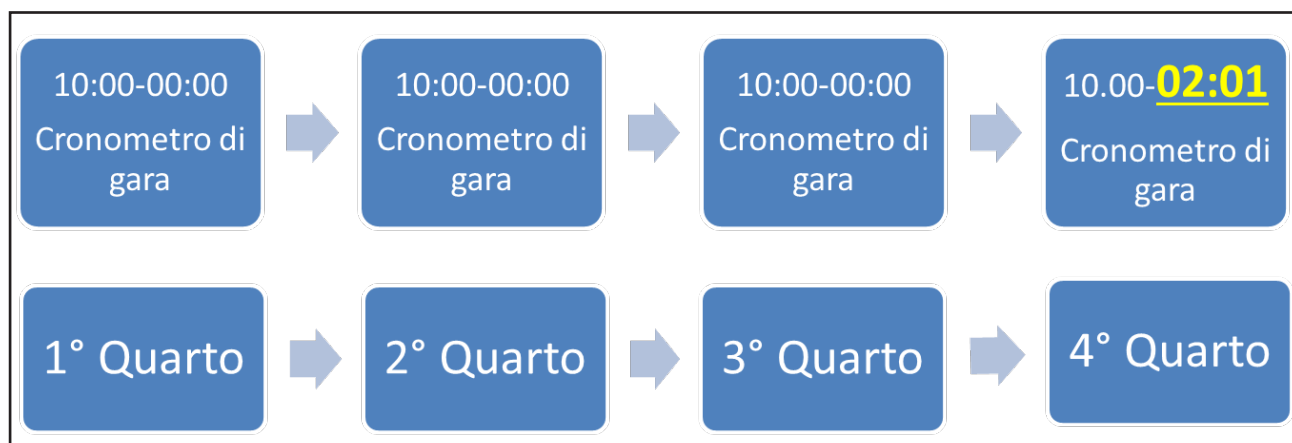 10:00-00:00
Cronometro di
gara
10:00-00:00
Cronometro di
gara
10:00-00:00
Cronometro di
gara
10.00-02:01
Cronometro di
gara
1° Quarto
2° Quarto
3° Quarto
4° Quarto